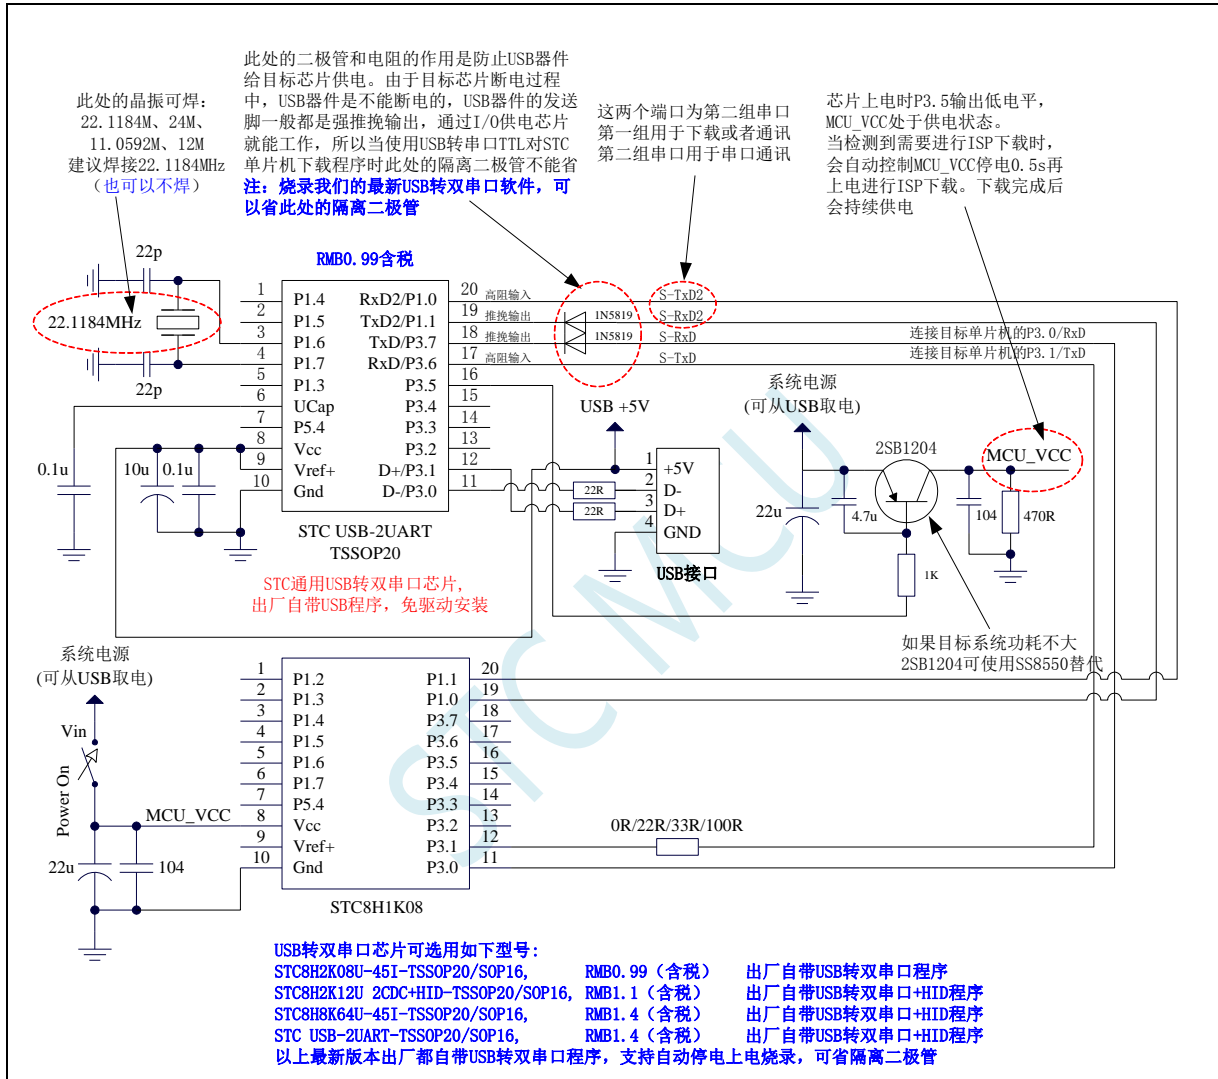 此处的晶振可焊：
22.1184M、24M、
11.0592M、12M
建议焊接22.1184MHz
（也可以不焊）
此处的二极管和电阻的作用是防止USB器件
给目标芯片供电。由于目标芯片断电过程
中，USB器件是不能断电的，USB器件的发送
脚一般都是强推挽输出，通过I/O供电芯片
就能工作，所以当使用USB转串口TTL对STC
单片机下载程序时此处的隔离二极管不能省
注：烧录我们的最新USB转双串口软件，可
以省此处的隔离二极管
这两个端口为第二组串口
第一组用于下载或者通讯
第二组串口用于串口通讯
芯片上电时P3.5输出低电平，
MCU_VCC处于供电状态。
当检测到需要进行ISP下载时，
会自动控制MCU_VCC停电0.5s再
上电进行ISP下载。下载完成后
会持续供电
22p
22.1184MHz
22p
RMB0.99含税
1 P1.4 RxD2/P1.0 20 高阻输入 S-TxD2
2 P1.5 TxD2/P1.1 19 推挽输出 1N5819 S-RxD2
3 P1.6 TxD/P3.7 18 推挽输出 1N5819 S-RxD 连接目标单片机的P3.0/RxD
4 P1.7 RxD/P3.6 17 高阻输入 S-TxD 连接目标单片机的P3.1/TxD
5 P1.3 P3.5 16
6 UCap P3.4 15
7 P5.4 P3.3 14
8 Vcc P3.2 13
9 Vref+ D+/P3.1 12
10 Gnd D-/P3.0 11
0.1u
10u
0.1u
STC USB-2UART
TSSOP20
STC通用USB转双串口芯片,
出厂自带USB程序，免驱动安装
USB +5V
22R
22R
1 +5V
2 D-
3 D+
4 GND
USB接口
系统电源
(可从USB取电)
2SB1204
MCU_VCC
22u
4.7u
104
470R
1K
如果目标系统功耗不大
2SB1204可使用SS8550替代
STC MCU
系统电源
(可从USB取电)
Vin
Power On
MCU_VCC
22u
104
1 P1.2 P1.1 20
2 P1.3 P1.0 19
3 P1.4 P3.7 18
4 P1.5 P3.6 17
5 P1.6 P3.5 16
6 P1.7 P3.4 15
7 P5.4 P3.3 14
8 Vcc P3.2 13
9 Vref+ P3.1 12
10 Gnd P3.0 11
0R/22R/33R/100R
STC8H1K08
USB转双串口芯片可选用如下型号:
STC8H2K08U-45I-TSSOP20/SOP16, RMB0.99（含税） 出厂自带USB转双串口程序
STC8H2K12U 2CDC+HID-TSSOP20/SOP16, RMB1.1（含税） 出厂自带USB转双串口+HID程序
STC8H8K64U-45I-TSSOP20/SOP16, RMB1.4（含税） 出厂自带USB转双串口+HID程序
STC USB-2UART-TSSOP20/SOP16, RMB1.4（含税） 出厂自带USB转双串口+HID程序
以上最新版本出厂都自带USB转双串口程序，支持自动停电上电烧录，可省隔离二极管